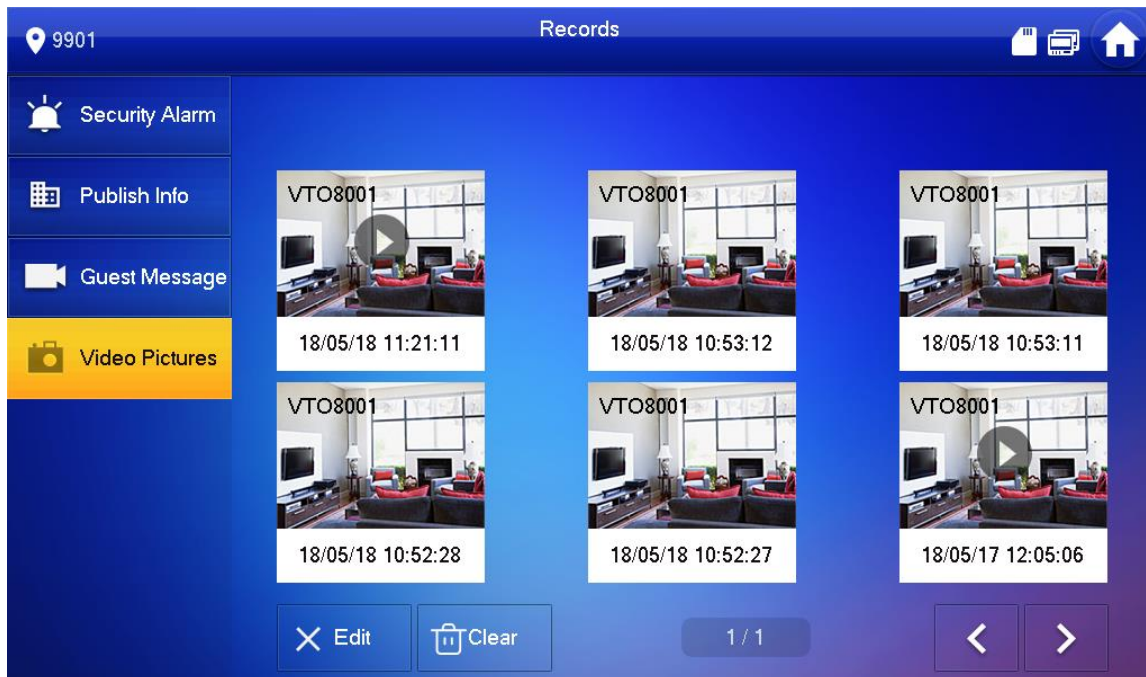 9901
Records
Security Alarm
Publish Info
Guest Message
Video Pictures
VTO8001
VTO8001
VTO8001
18/05/18 11:21:11
18/05/18 10:53:12
18/05/18 10:53:11
VTO8001
VTO8001
VTO8001
18/05/18 10:52:28
18/05/18 10:52:27
18/05/17 12:05:06
Edit
Clear
1 / 1